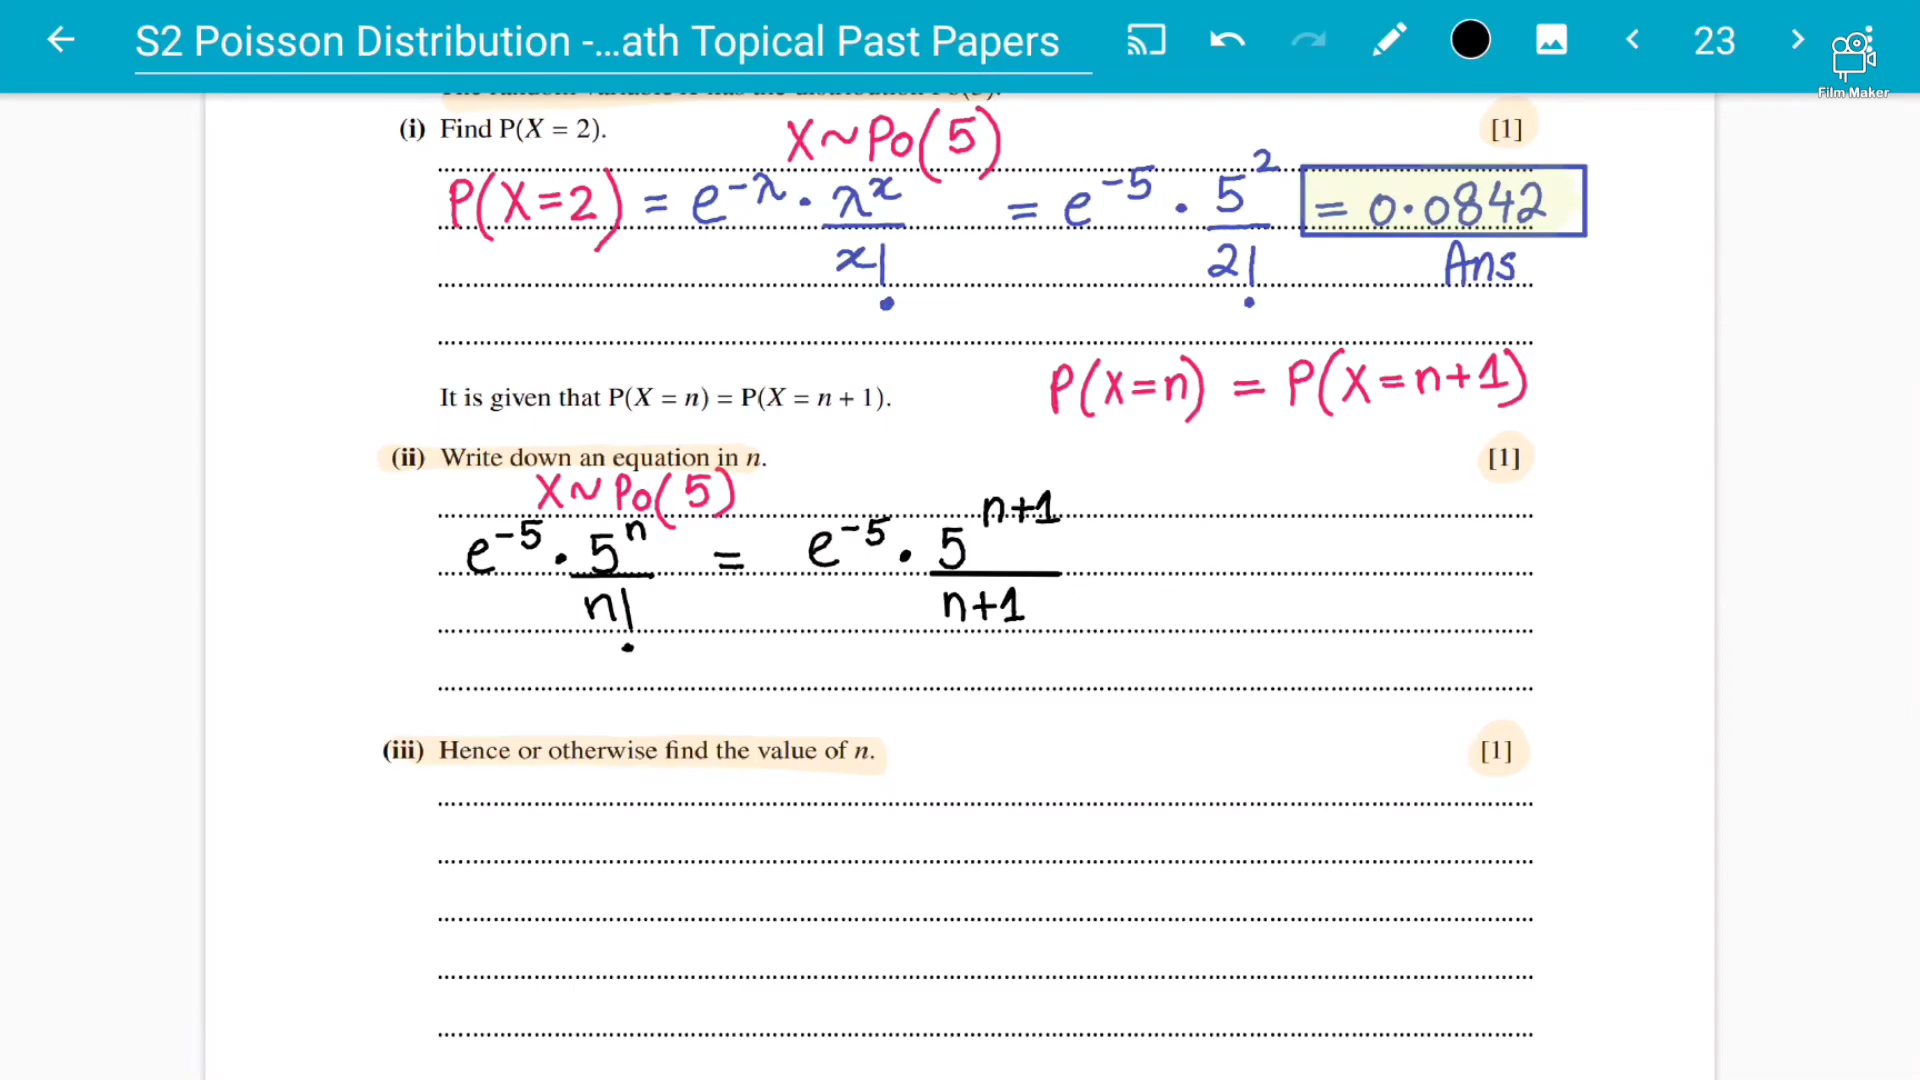 S2 Poisson Distribution -...ath Topical Past Papers
23
Film Maker
(i) Find P(X = 2). X~Po(5) [1]
P(X=2) = e^-λ · λ^x/x! = e^-5 · 5^2/2! = 0.0842
Ans
It is given that P(X = n) = P(X = n + 1). P(X=n) = P(X=n+1)
(ii) Write down an equation in n. [1]
X~Po(5)
e^-5 · 5^n/n! = e^-5 · 5^n+1/n+1
(iii) Hence or otherwise find the value of n. [1]